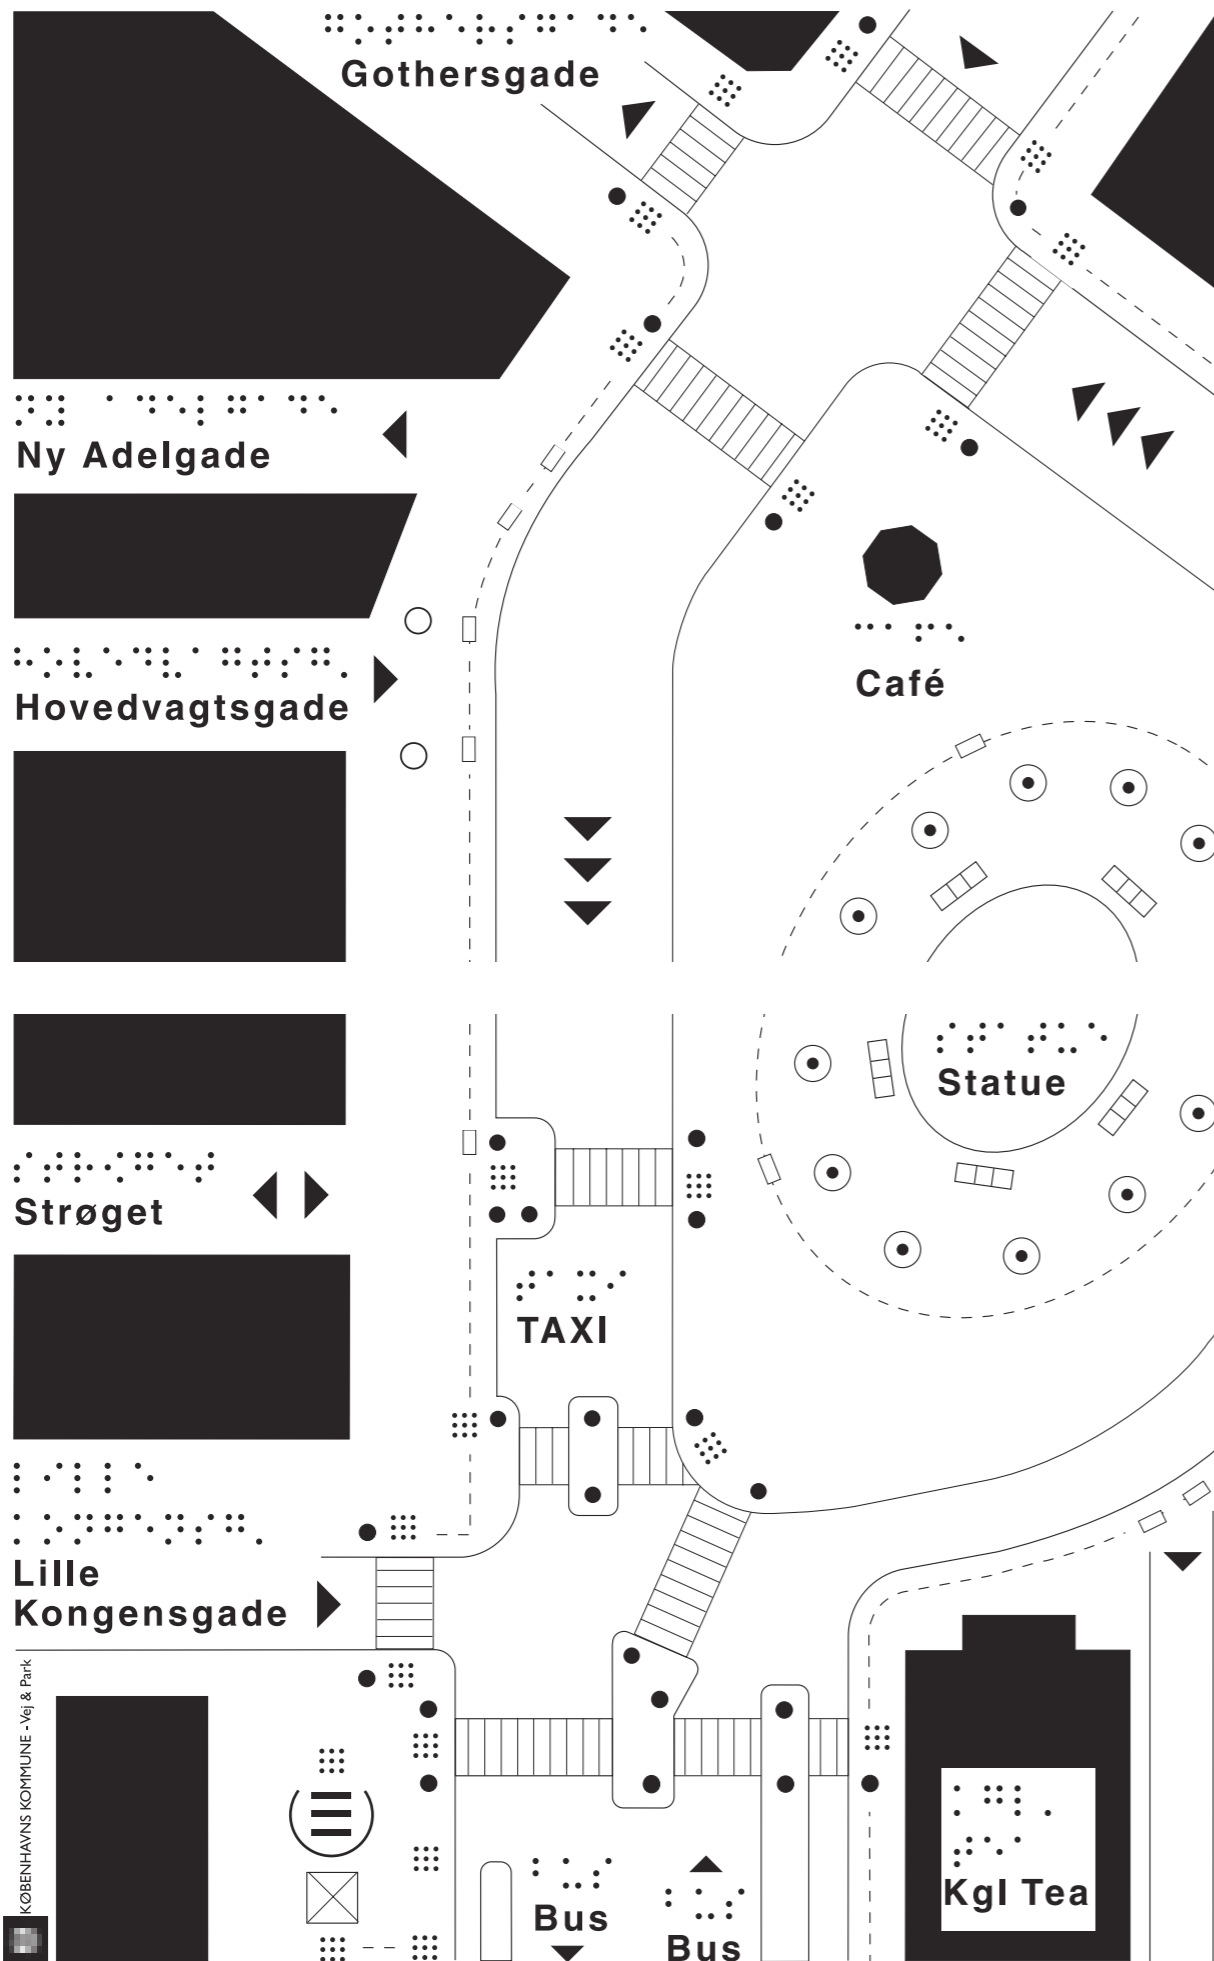 Gothersgade
Ny Adelgade
Hovedvagtsgade
Café
Statue
Strøget
TAXI
Lille
Kongensgade
KØBENHAVNS KOMMUNE - Vej & Park
Kgl Tea
Bus
Bus